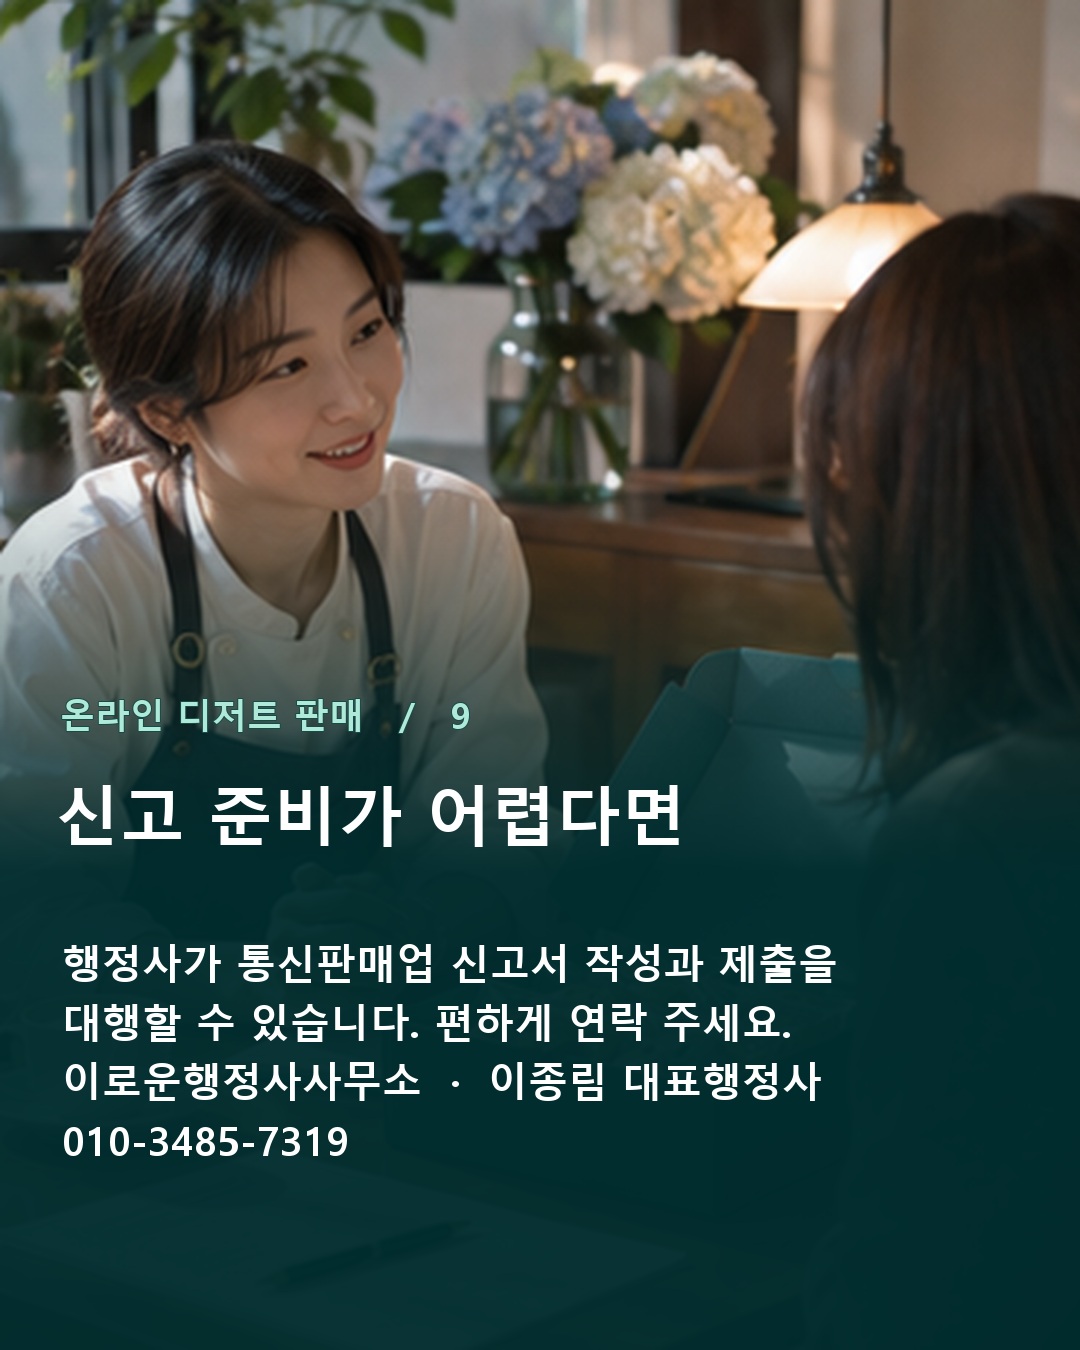 온라인 디저트 판매 / 9
신고 준비가 어렵다면
행정사가 통신판매업 신고서 작성과 제출을
대행할 수 있습니다. 편하게 연락 주세요.
이로운행정사사무소 · 이종림 대표행정사
010-3485-7319